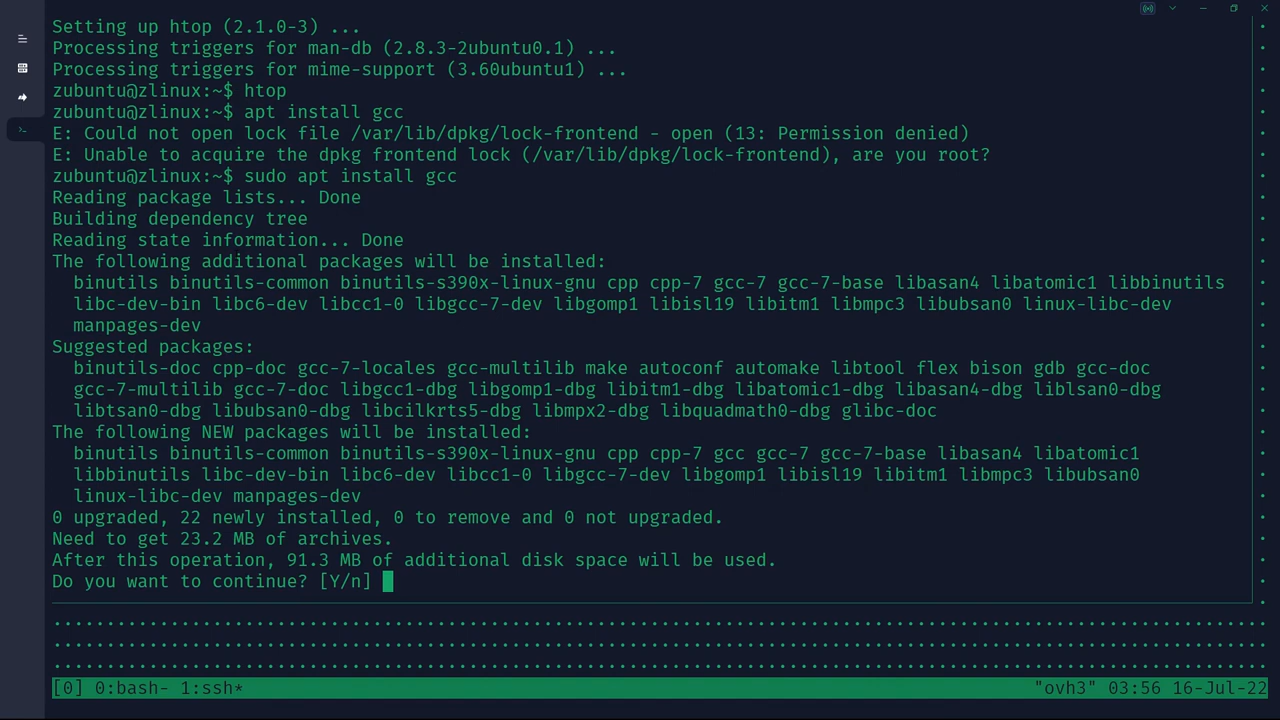 Setting up htop (2.1.0-3) ...
Processing triggers for man-db (2.8.3-2ubuntu0.1) ...
Processing triggers for mime-support (3.60ubuntu1) ...
zubuntu@zlinux:~$ htop
zubuntu@zlinux:~$ apt install gcc
E: Could not open lock file /var/lib/dpkg/lock-frontend - open (13: Permission denied)
E: Unable to acquire the dpkg frontend lock (/var/lib/dpkg/lock-frontend), are you root?
zubuntu@zlinux:~$ sudo apt install gcc
Reading package lists... Done
Building dependency tree
Reading state information... Done
The following additional packages will be installed:
binutils binutils-common binutils-s390x-linux-gnu cpp cpp-7 gcc-7 gcc-7-base libasan4 libatomic1 libbinutils
libc-dev-bin libc6-dev libcc1-0 libgcc-7-dev libgomp1 libisl19 libitm1 libmpc3 libubsan0 linux-libc-dev
manpages-dev
Suggested packages:
binutils-doc cpp-doc gcc-7-locales gcc-multilib make autoconf automake libtool flex bison gdb gcc-doc
gcc-7-multilib gcc-7-doc libgcc1-dbg libgomp1-dbg libitm1-dbg libatomic1-dbg libasan4-dbg liblsan0-dbg
libtsan0-dbg libubsan0-dbg libcilkrts5-dbg libmpx2-dbg libquadmath0-dbg glibc-doc
The following NEW packages will be installed:
binutils binutils-common binutils-s390x-linux-gnu cpp cpp-7 gcc gcc-7 gcc-7-base libasan4 libatomic1
libbinutils libc-dev-bin libc6-dev libcc1-0 libgcc-7-dev libgomp1 libisl19 libitm1 libmpc3 libubsan0
linux-libc-dev manpages-dev
0 upgraded, 22 newly installed, 0 to remove and 0 not upgraded.
Need to get 23.2 MB of archives.
After this operation, 91.3 MB of additional disk space will be used.
Do you want to continue? [Y/n]
[0] 0:bash- 1:ssh* "ovh3" 03:56 16-Jul-22